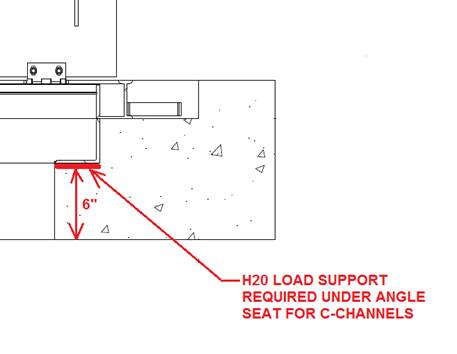 6"
H20 LOAD SUPPORT
REQUIRED UNDER ANGLE
SEAT FOR C-CHANNELS